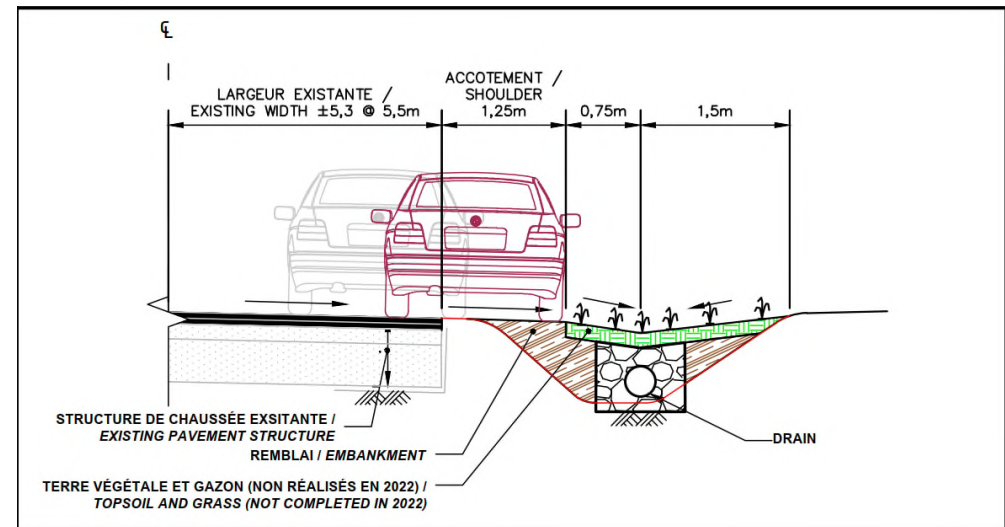 ℄
LARGEUR EXISTANTE /
EXISTING WIDTH ±5,3 @ 5,5m
ACCOTEMENT /
SHOULDER
1,25m
0,75m
1,5m
STRUCTURE DE CHAUSSÉE EXSITANTE /
EXISTING PAVEMENT STRUCTURE
REMBLAI / EMBANKMENT
DRAIN
TERRE VÉGÉTALE ET GAZON (NON RÉALISÉS EN 2022) /
TOPSOIL AND GRASS (NOT COMPLETED IN 2022)